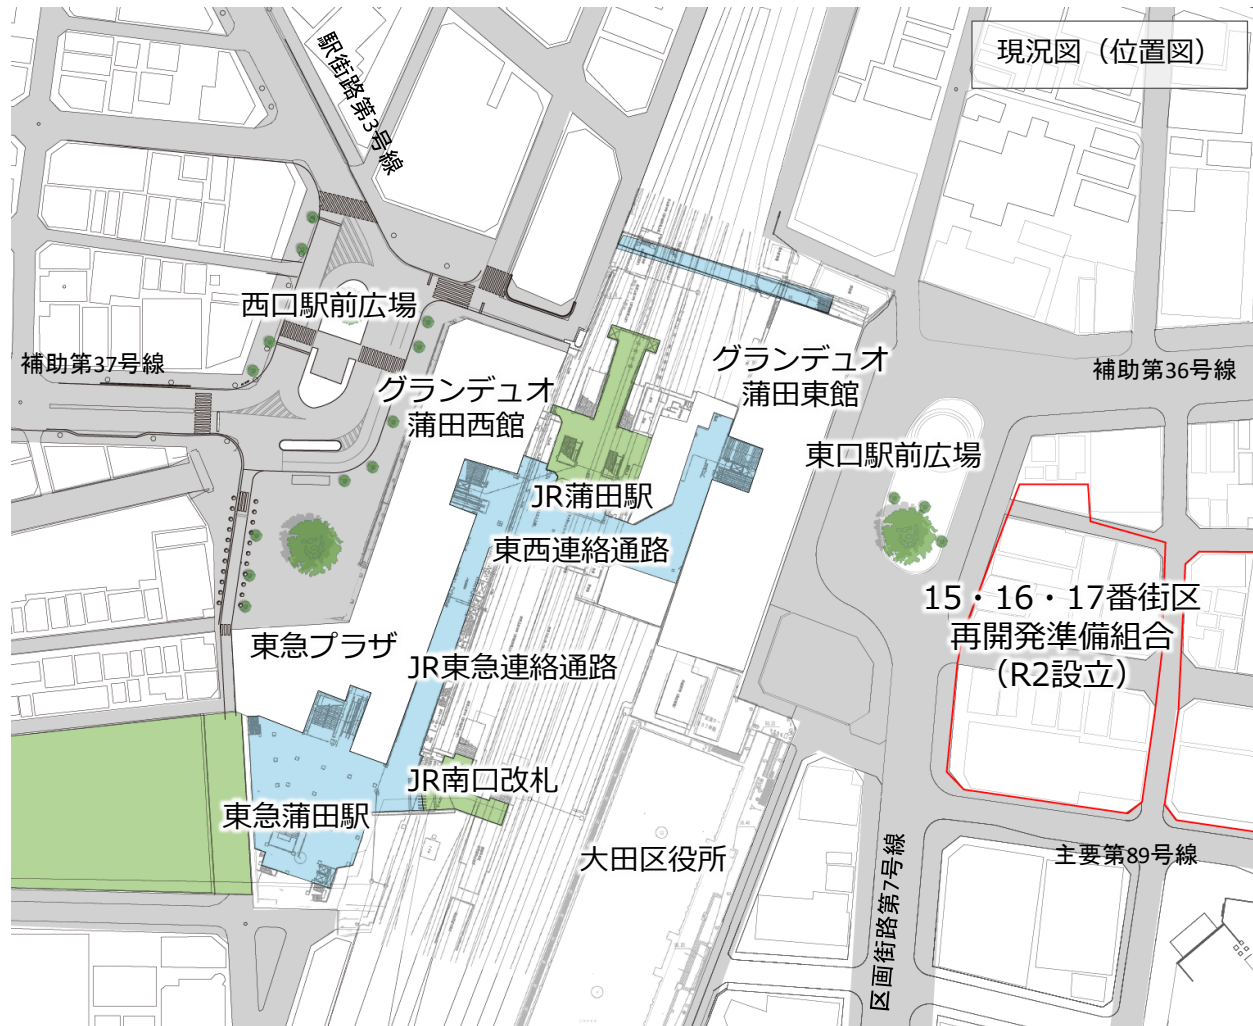 現況図（位置図）
駅街路第3号線
西口駅前広場
補助第37号線
グランデュオ
蒲田西館
グランデュオ
蒲田東館
補助第36号線
東口駅前広場
JR蒲田駅
東西連絡通路
15・16・17番街区
再開発準備組合
（R2設立）
東急プラザ
JR東急連絡通路
JR南口改札
東急蒲田駅
大田区役所
区画街路第7号線
主要第89号線